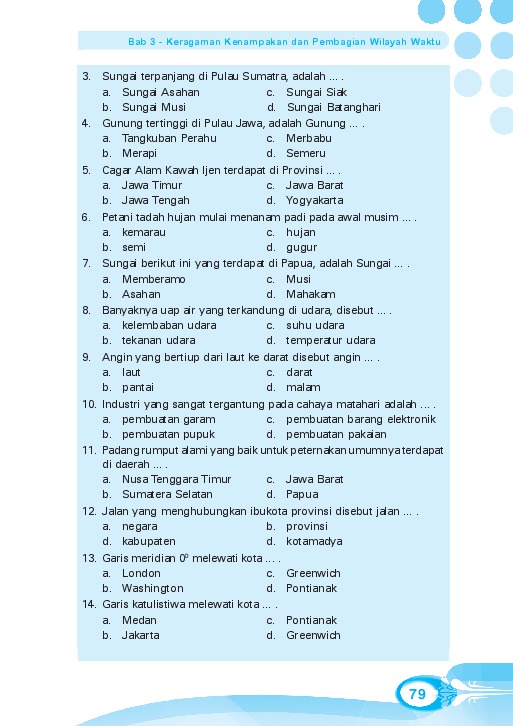 Bab 3 - Keragaman Kenampakan dan Pembagian Wilayah Waktu
3. Sungai terpanjang di Pulau Sumatra, adalah ... .
a. Sungai Asahan c. Sungai Siak
b. Sungai Musi d. Sungai Batanghari
4. Gunung tertinggi di Pulau Jawa, adalah Gunung ... .
a. Tangkuban Perahu c. Merbabu
b. Merapi d. Semeru
5. Cagar Alam Kawah Ijen terdapat di Provinsi ... .
a. Jawa Timur c. Jawa Barat
b. Jawa Tengah d. Yogyakarta
6. Petani tadah hujan mulai menanam padi pada awal musim ... .
a. kemarau c. hujan
b. semi d. gugur
7. Sungai berikut ini yang terdapat di Papua, adalah Sungai ... .
a. Memberamo c. Musi
b. Asahan d. Mahakam
8. Banyaknya uap air yang terkandung di udara, disebut ... .
a. kelembaban udara c. suhu udara
b. tekanan udara d. temperatur udara
9. Angin yang bertiup dari laut ke darat disebut angin ... .
a. laut c. darat
b. pantai d. malam
10. Industri yang sangat tergantung pada cahaya matahari adalah ... .
a. pembuatan garam c. pembuatan barang elektronik
b. pembuatan pupuk d. pembuatan pakaian
11. Padang rumput alami yang baik untuk peternakan umumnya terdapat
di daerah ... .
a. Nusa Tenggara Timur c. Jawa Barat
b. Sumatera Selatan d. Papua
12. Jalan yang menghubungkan ibukota provinsi disebut jalan ... .
a. negara b. provinsi
d. kabupaten d. kotamadya
13. Garis meridian 0⁰ melewati kota ... .
a. London c. Greenwich
b. Washington d. Pontianak
14. Garis katulistiwa melewati kota ... .
a. Medan c. Pontianak
b. Jakarta d. Greenwich
79